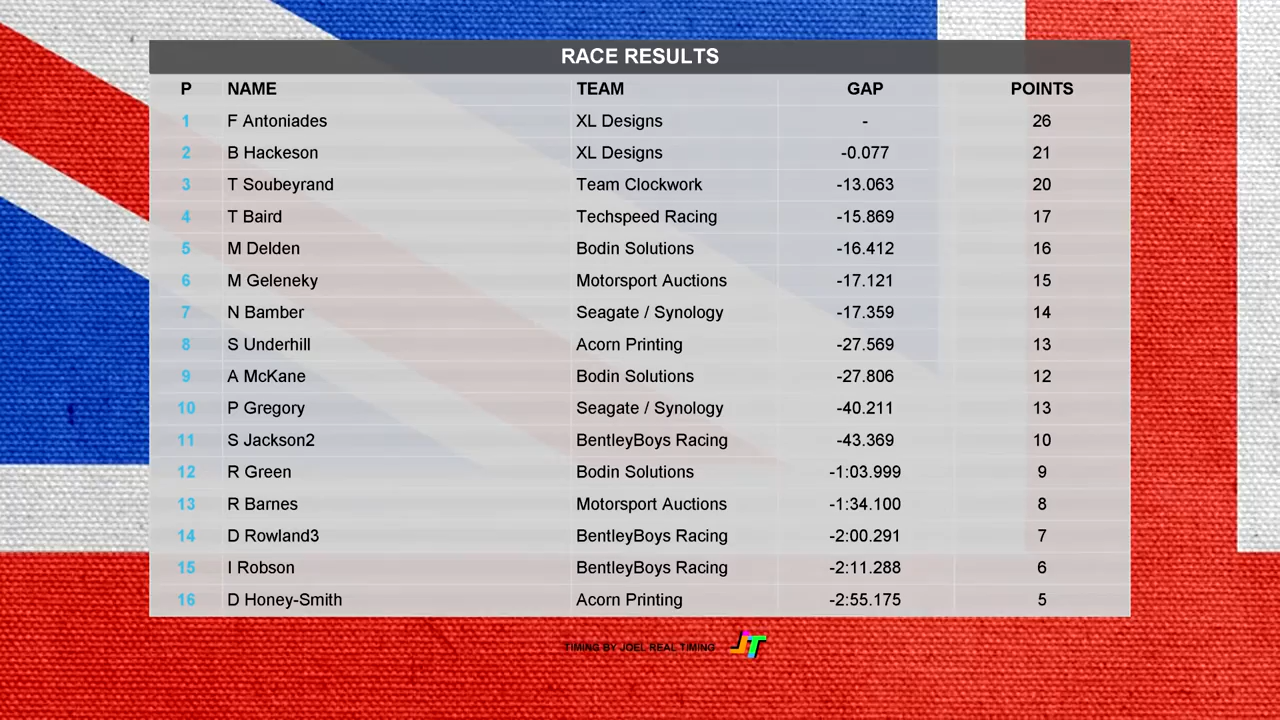 RACE RESULTS
P NAME TEAM GAP POINTS
1 F Antoniades XL Designs - 26
2 B Hackeson XL Designs -0.077 21
3 T Soubeyrand Team Clockwork -13.063 20
4 T Baird Techspeed Racing -15.869 17
5 M Delden Bodin Solutions -16.412 16
6 M Geleneky Motorsport Auctions -17.121 15
7 N Bamber Seagate / Synology -17.359 14
8 S Underhill Acorn Printing -27.569 13
9 A McKane Bodin Solutions -27.806 12
10 P Gregory Seagate / Synology -40.211 13
11 S Jackson2 BentleyBoys Racing -43.369 10
12 R Green Bodin Solutions -1:03.999 9
13 R Barnes Motorsport Auctions -1:34.100 8
14 D Rowland3 BentleyBoys Racing -2:00.291 7
15 I Robson BentleyBoys Racing -2:11.288 6
16 D Honey-Smith Acorn Printing -2:55.175 5
TIMING BY JOEL REAL TIMING JT